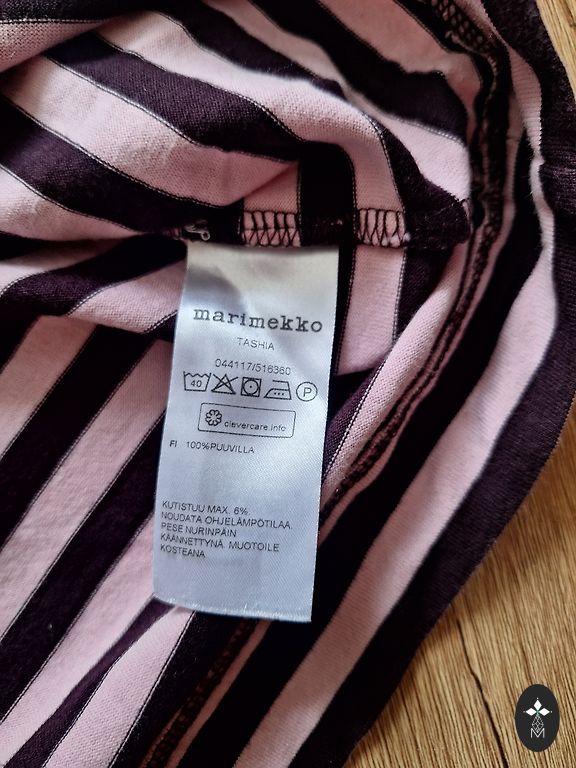 marimekko
TASHIA
044117/516360
40 P
clevercare.info
FI 100%PUUVILLA
KUTISTUU MAX. 6%.
NOUDATA OHJELÄMPÖTILAA.
PESE NURINPÄIN
KÄÄNNETTYNÄ. MUOTOILE
KOSTEANA.
M